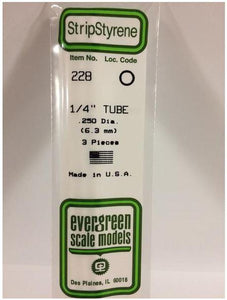 StripStyrene
Item No. Loc. Code
228
1/4" TUBE
.250 Dia.
(6.3 mm)
3 Pieces
Made in U.S.A.
evergreen
scale models
Des Plaines, IL 60018